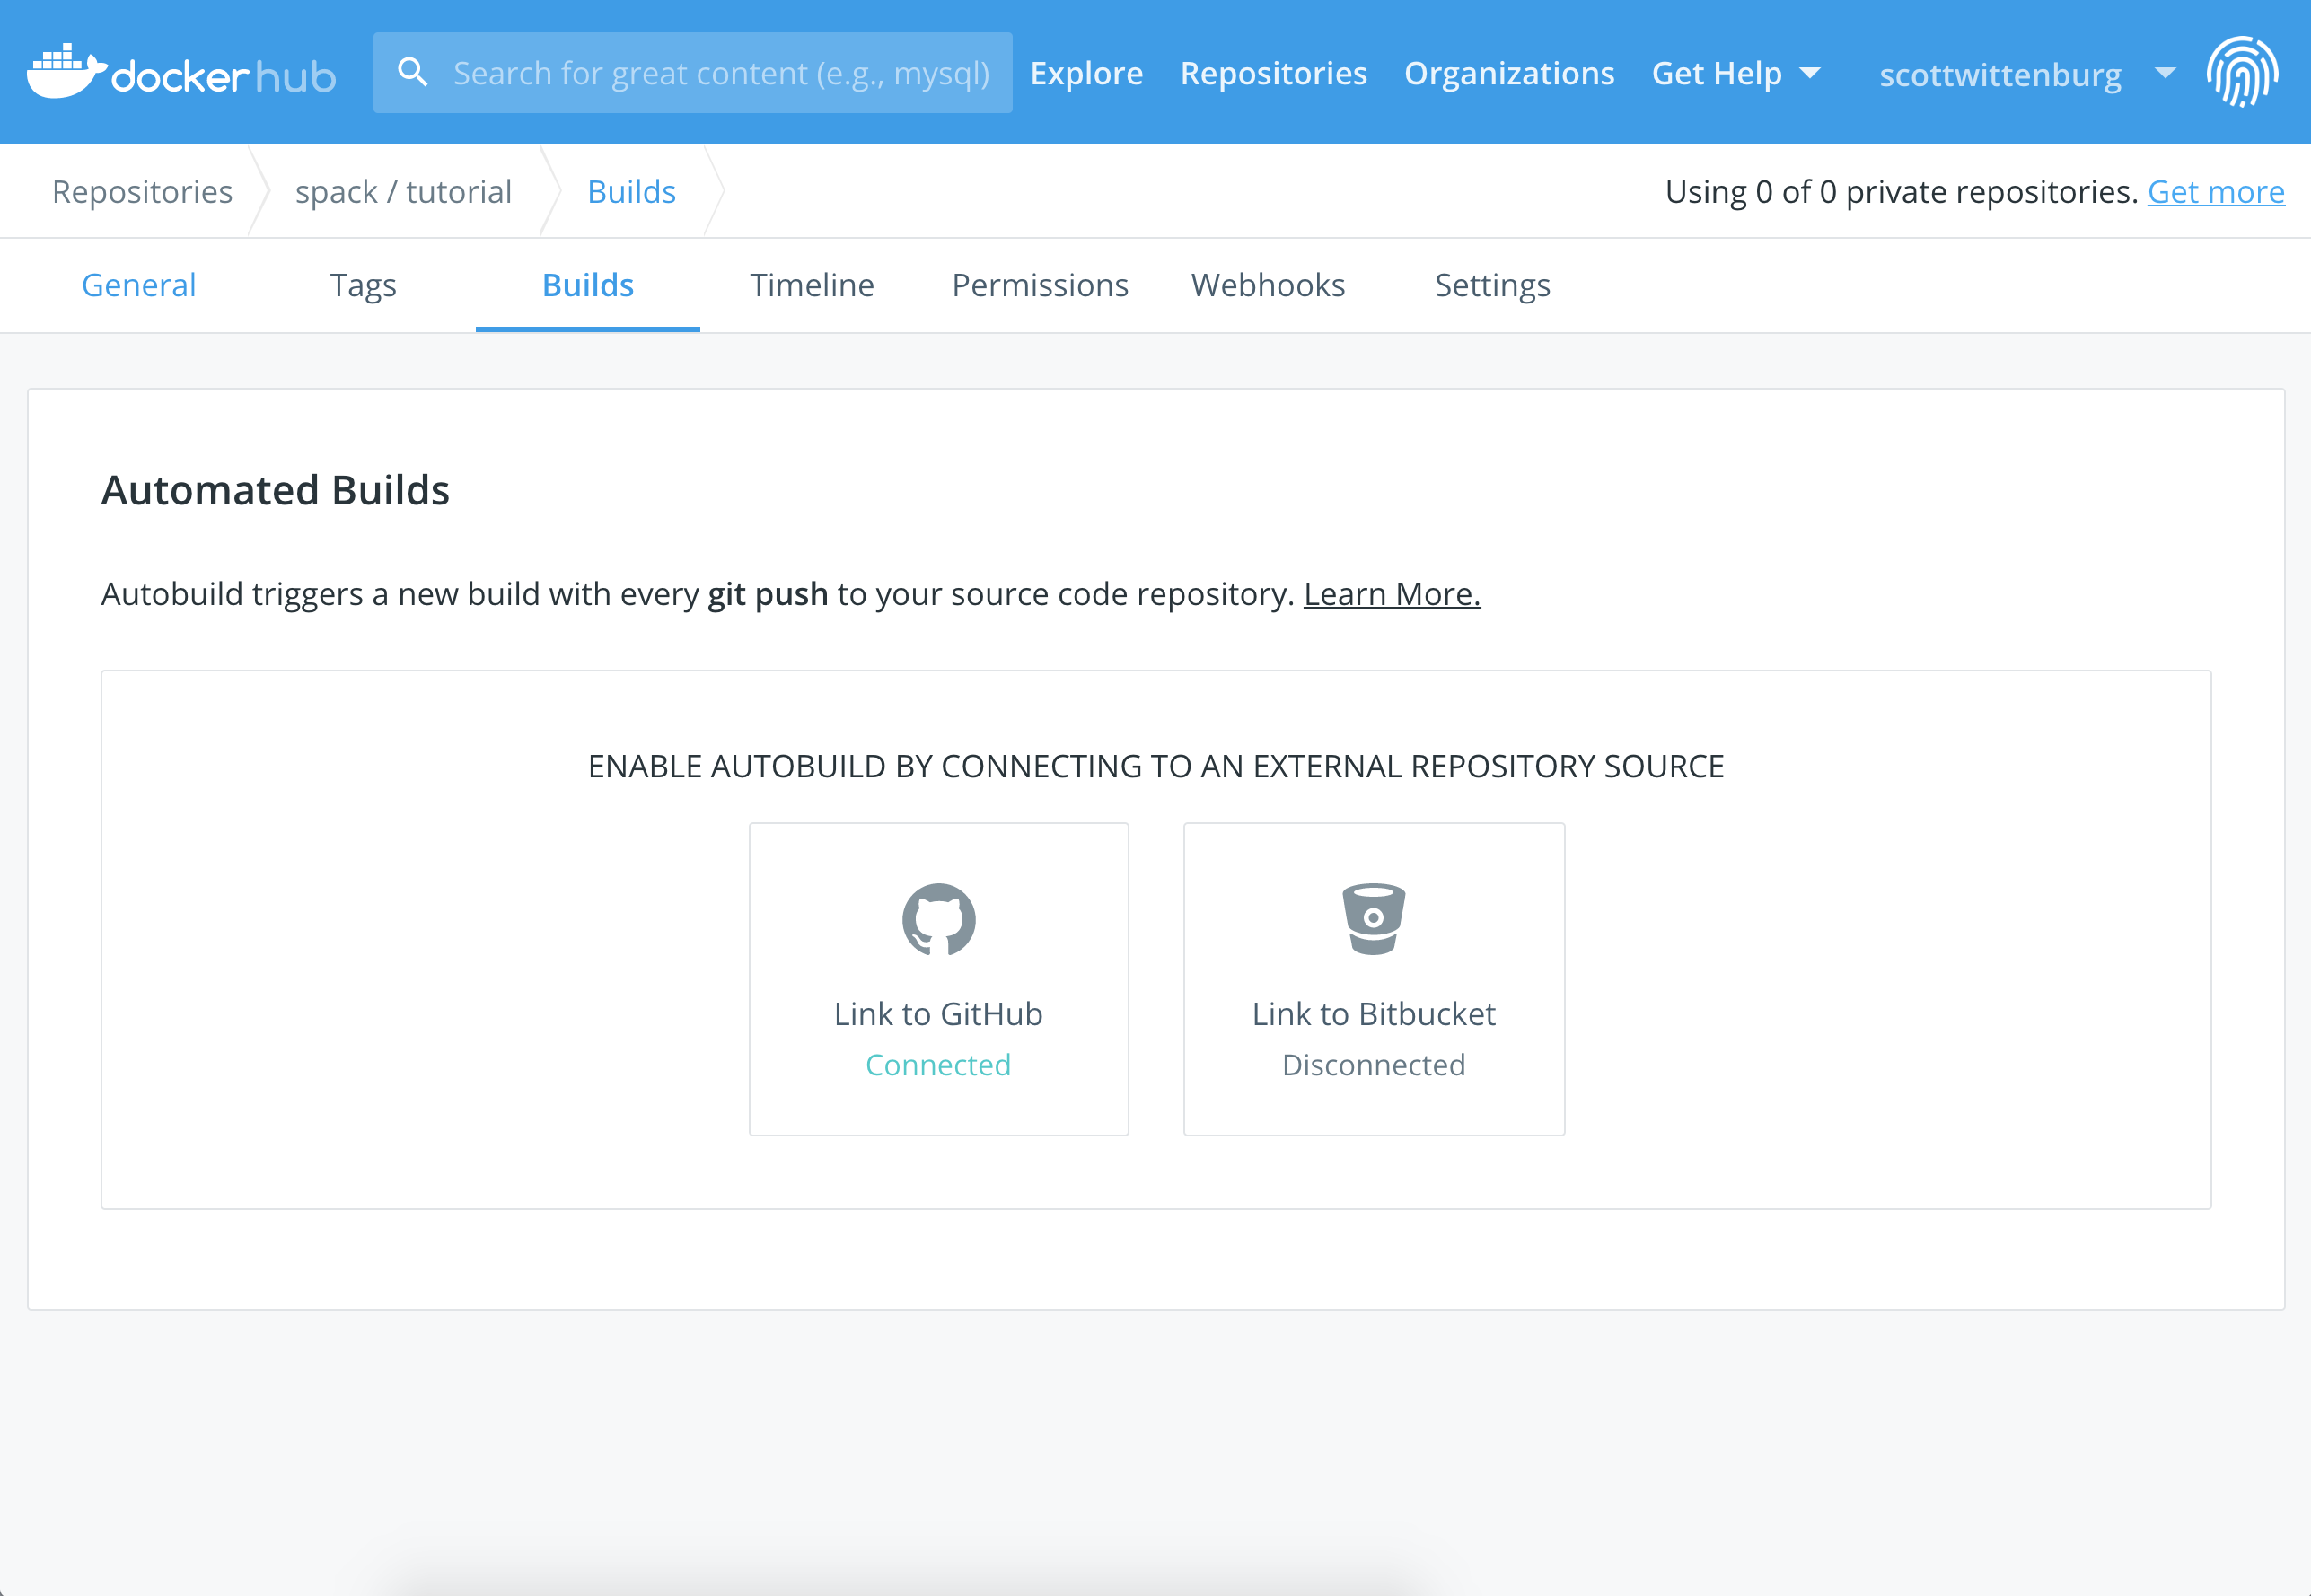 dockerhub
Search for great content (e.g., mysql)
Explore
Repositories
Organizations
Get Help
scottwittenburg
Repositories
spack / tutorial
Builds
Using 0 of 0 private repositories. Get more
General
Tags
Builds
Timeline
Permissions
Webhooks
Settings
Automated Builds
Autobuild triggers a new build with every git push to your source code repository. Learn More.
ENABLE AUTOBUILD BY CONNECTING TO AN EXTERNAL REPOSITORY SOURCE
Link to GitHub
Connected
Link to Bitbucket
Disconnected